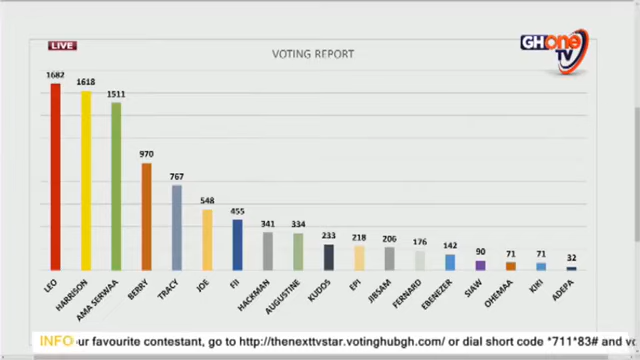 LIVE
GHOne
TV
VOTING REPORT
1682
1618
1511
970
767
548
455
341
334
233
218
206
176
142
90
71
71
32
LEO
HARRISON
AMA SERWAA
BERRY
TRACY
JOE
FII
HACKMAN
AUGUSTINE
KUDOS
EPI
JIBSAM
FERNARD
EBENEZER
SIAW
OHEMAA
KIKI
ADEPA
INFO our favourite contestant, go to http://thenexttvstar.votinghubgh.com/ or dial short code *711*83# and vo